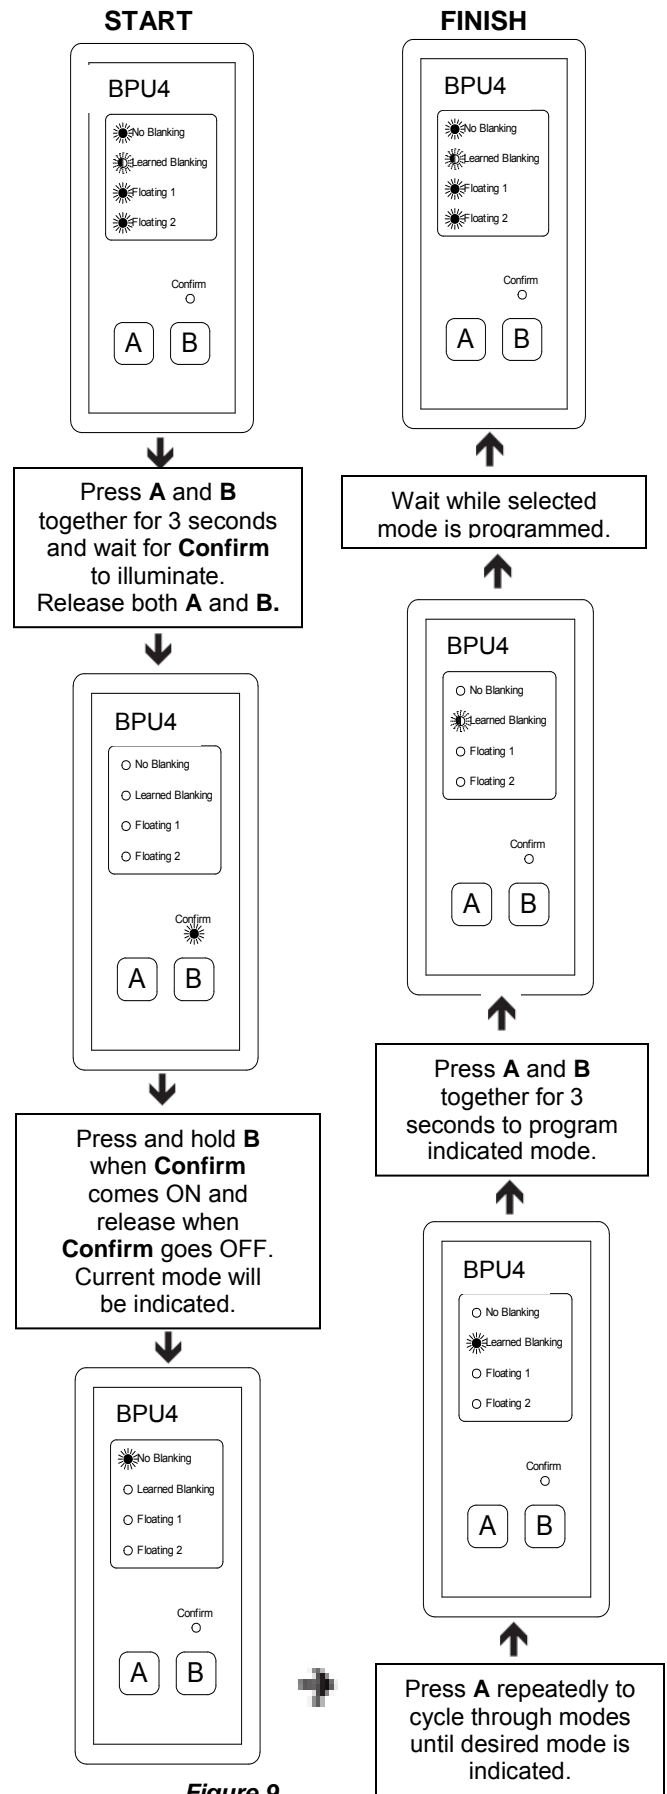 START
BPU4
No Blanking
Learned Blanking
Floating 1
Floating 2
Confirm
A B
Press A and B
together for 3 seconds
and wait for Confirm
to illuminate.
Release both A and B.
BPU4
No Blanking
Learned Blanking
Floating 1
Floating 2
Confirm
A B
Press and hold B
when Confirm
comes ON and
release when
Confirm goes OFF.
Current mode will
be indicated.
BPU4
No Blanking
Learned Blanking
Floating 1
Floating 2
Confirm
A B
Figure 9
Press A repeatedly to
cycle through modes
until desired mode is
indicated.
BPU4
No Blanking
Learned Blanking
Floating 1
Floating 2
Confirm
A B
Press A and B
together for 3
seconds to program
indicated mode.
BPU4
No Blanking
Learned Blanking
Floating 1
Floating 2
Confirm
A B
Wait while selected
mode is programmed.
FINISH
BPU4
No Blanking
Learned Blanking
Floating 1
Floating 2
Confirm
A B